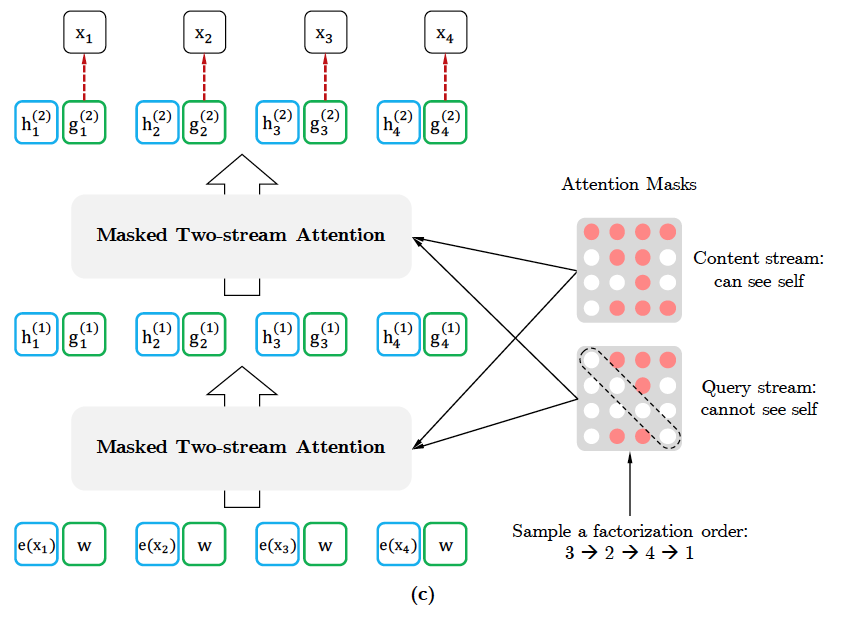 x₁ x₂ x₃ x₄
h₁⁽²⁾ g₁⁽²⁾ h₂⁽²⁾ g₂⁽²⁾ h₃⁽²⁾ g₃⁽²⁾ h₄⁽²⁾ g₄⁽²⁾
Attention Masks
Masked Two-stream Attention
Content stream:
can see self
h₁⁽¹⁾ g₁⁽¹⁾ h₂⁽¹⁾ g₂⁽¹⁾ h₃⁽¹⁾ g₃⁽¹⁾ h₄⁽¹⁾ g₄⁽¹⁾
Query stream:
cannot see self
Masked Two-stream Attention
e(x₁) w e(x₂) w e(x₃) w e(x₄) w
Sample a factorization order:
3 → 2 → 4 → 1
(c)